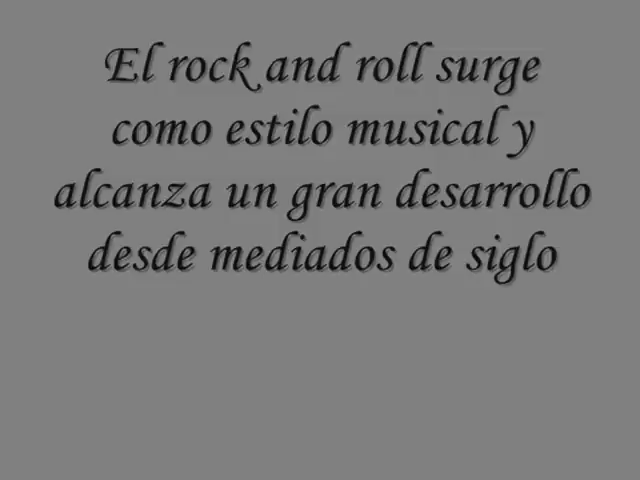 El rock and roll surge
como estilo musical y
alcanza un gran desarrollo
desde mediados de siglo